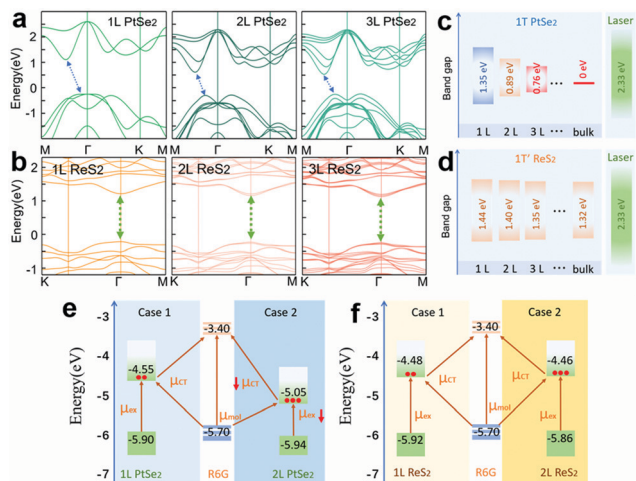 a
1L PtSe2
2L PtSe2
3L PtSe2
Energy(eV)
2
1
0
-1
M Γ K M
M Γ K M
M Γ K M
b
1L ReS2
2L ReS2
3L ReS2
Energy(eV)
2
1
0
-1
K Γ M
K Γ M
K Γ M
c
1T PtSe2
Laser
Band gap
1.35 eV
0.89 eV
0.76 eV
...
0 eV
2.33 eV
1 L 2 L 3 L ... bulk
d
1T' ReS2
Laser
Band gap
1.44 eV
1.40 eV
1.35 eV
...
1.32 eV
2.33 eV
1 L 2 L 3 L ... bulk
e
Energy(eV)
-3
-4
-5
-6
-7
Case 1
Case 2
-3.40
-4.55
-5.05
μCT
μCT
μex
μmol
μex
-5.70
-5.90
-5.94
1L PtSe2
R6G
2L PtSe2
f
Energy(eV)
-3
-4
-5
-6
-7
Case 1
Case 2
-3.40
-4.48
-4.46
μCT
μCT
μex
μmol
μex
-5.70
-5.92
-5.86
1L ReS2
R6G
2L ReS2